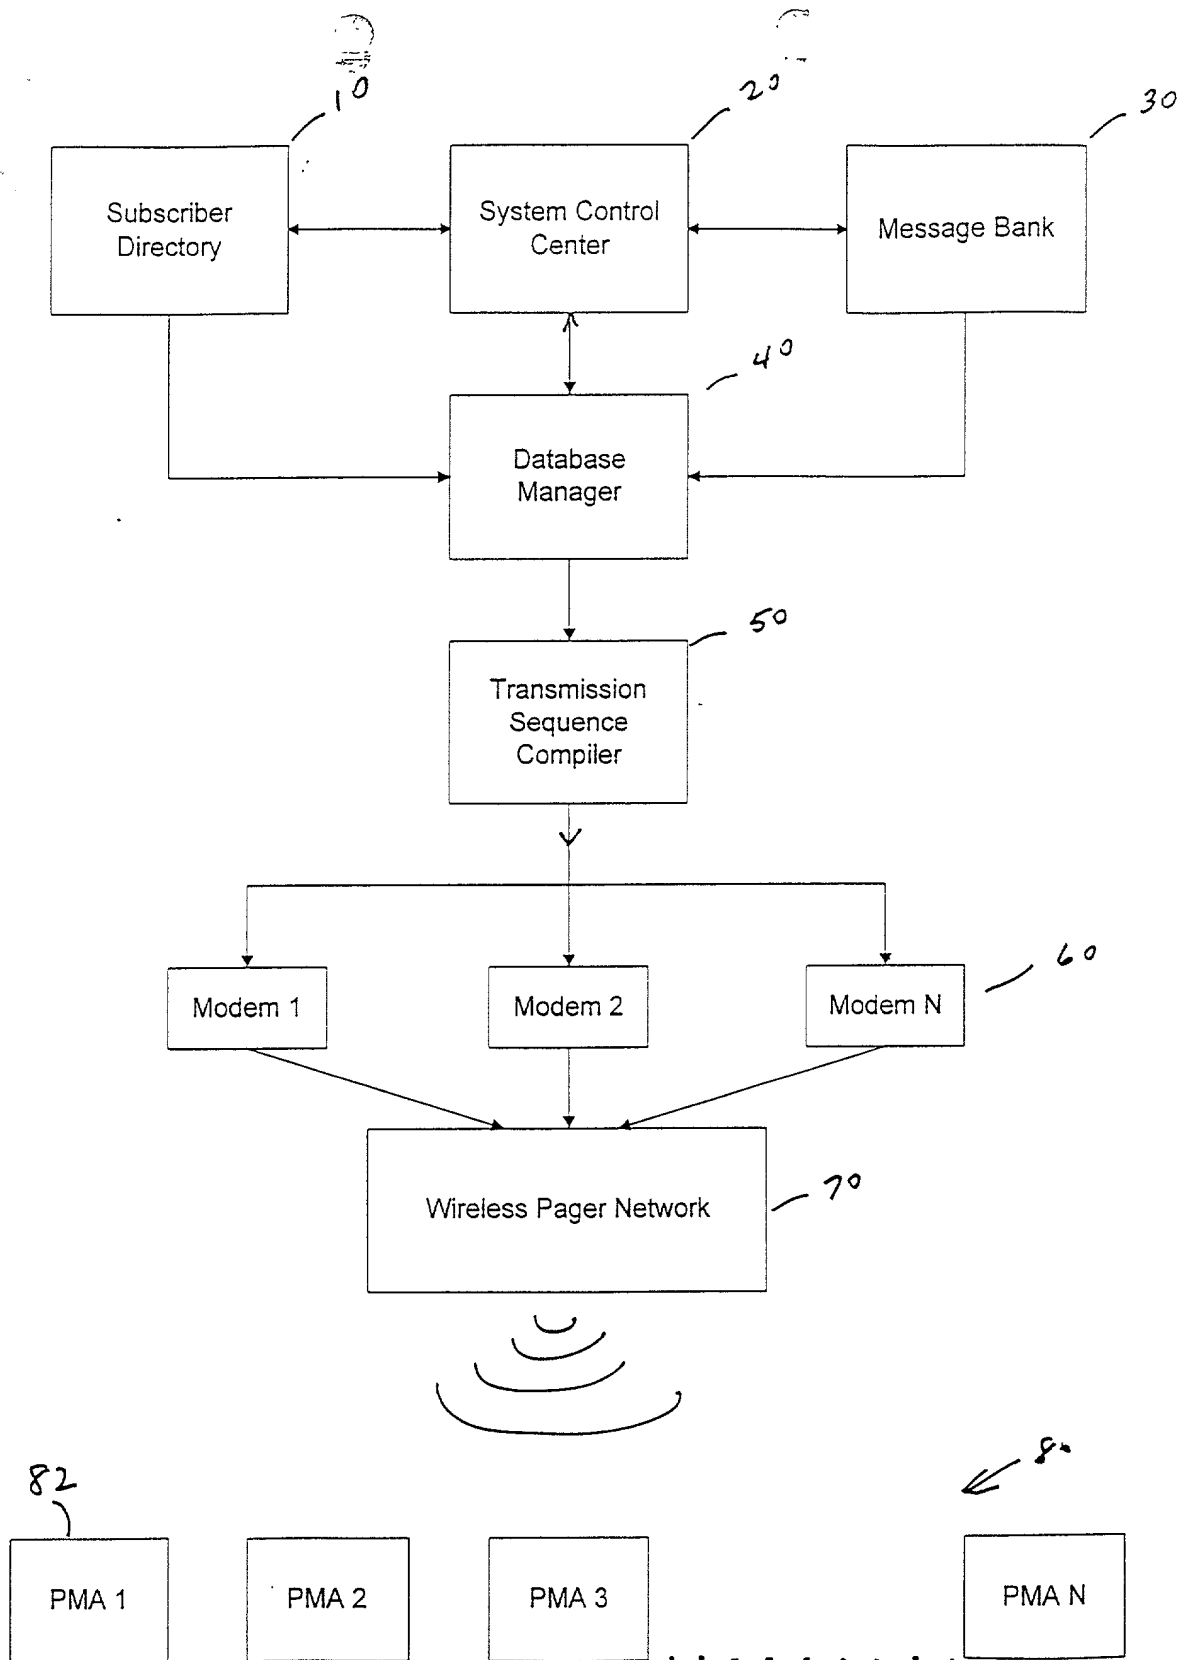 10
20
30
Subscriber
Directory
System Control
Center
Message Bank
40
Database
Manager
50
Transmission
Sequence
Compiler
60
Modem 1
Modem 2
Modem N
70
Wireless Pager Network
82
PMA 1
PMA 2
PMA 3
PMA N